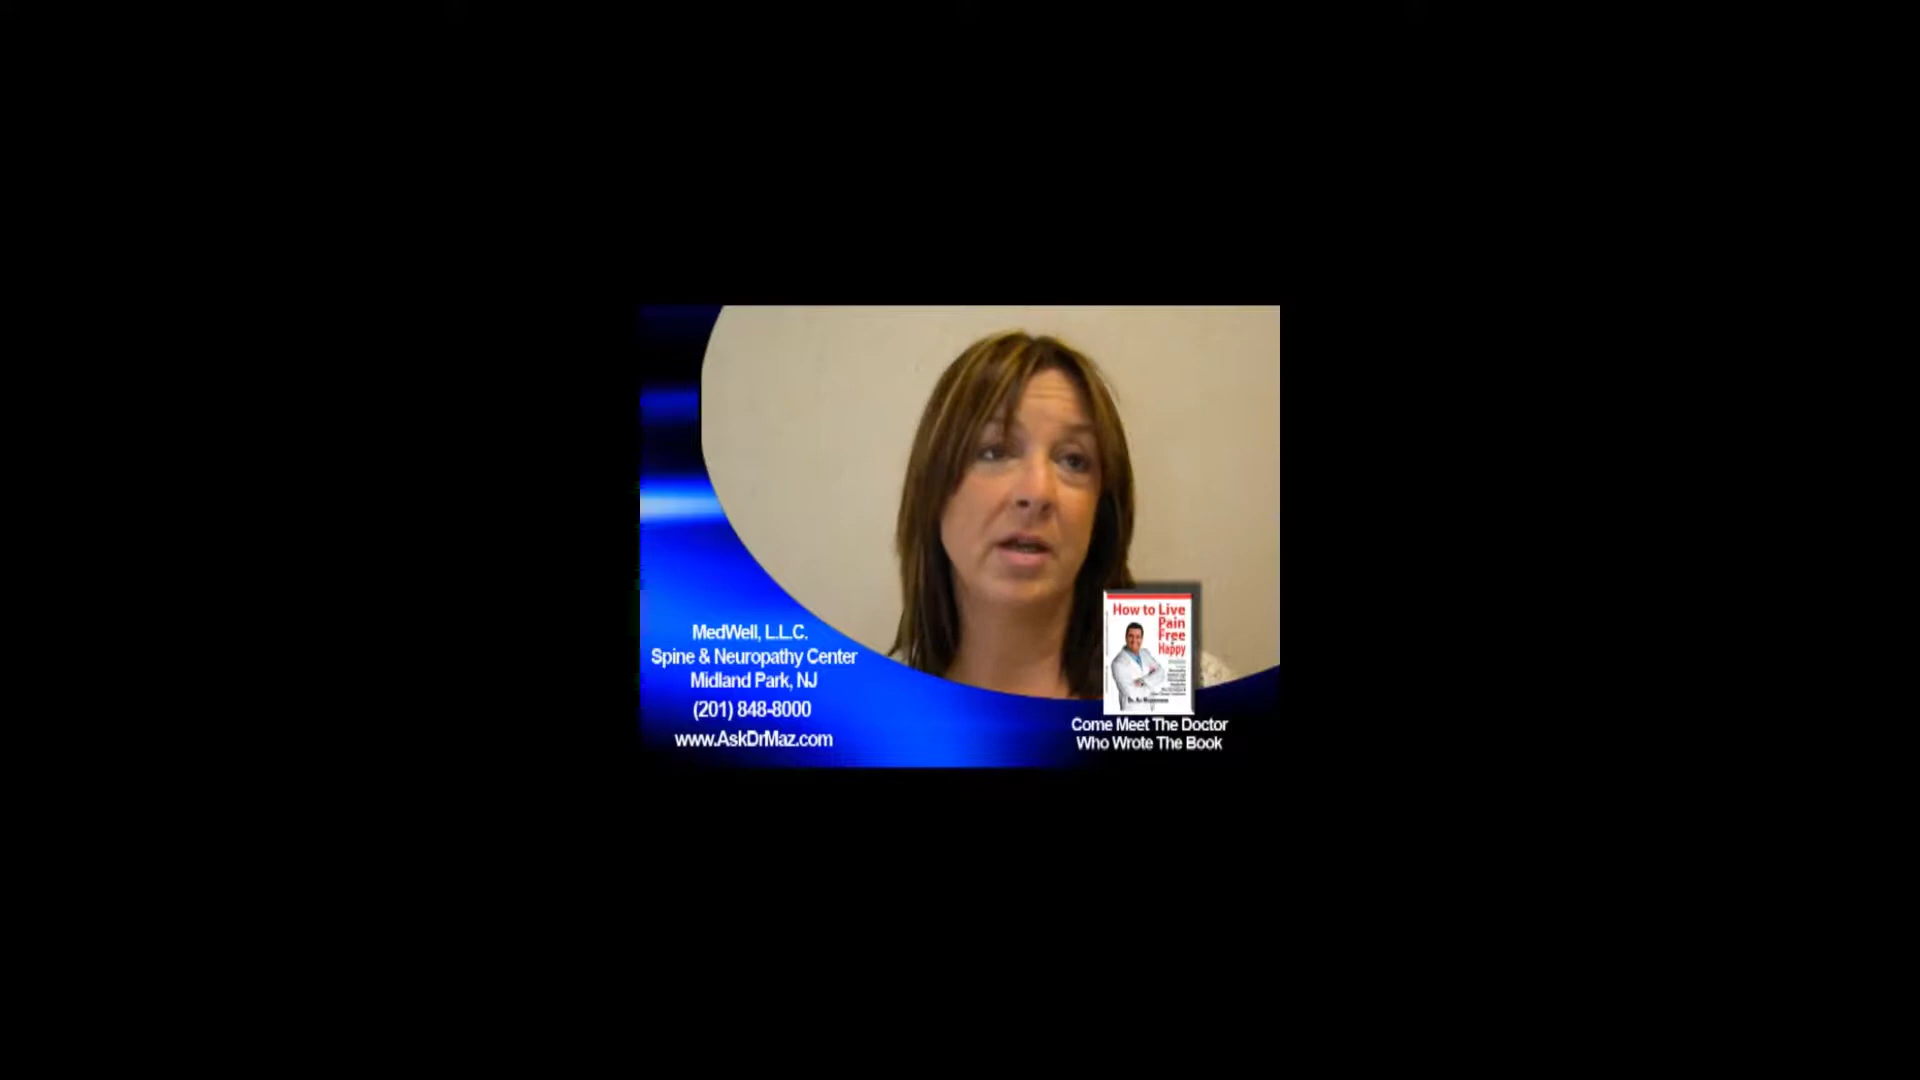 MedWell, L.L.C.
Spine & Neuropathy Center
Midland Park, NJ
(201) 848-8000
www.AskDrMaz.com
How to Live
Pain
Free
Happy
Come Meet The Doctor
Who Wrote The Book